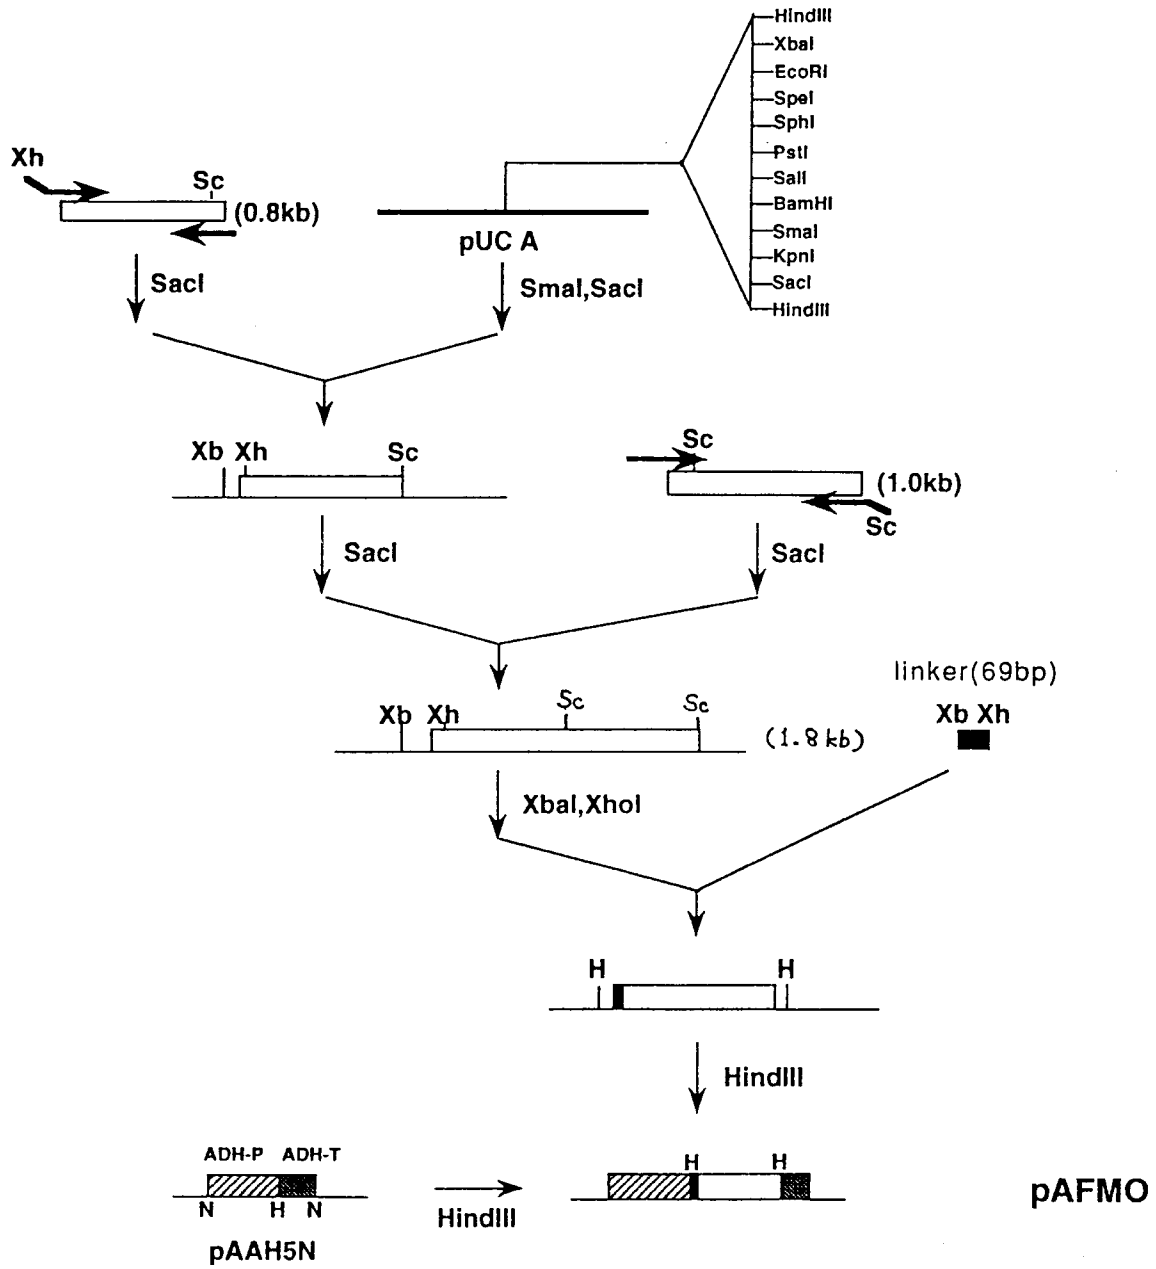 HindIII
XbaI
EcoRI
SpeI
SphI
PstI
SalI
BamHI
SmaI
KpnI
SacI
HindIII
Xh
Sc
(0.8kb)
pUC A
SacI
SmaI,SacI
Xb Xh Sc
Sc
(1.0kb)
Sc
SacI
SacI
linker(69bp)
Xb Xh Sc Sc
(1.8 kb)
Xb Xh
XbaI,XhoI
H H
HindIII
ADH-P ADH-T
N H N
pAAH5N
HindIII
H H
pAFMO